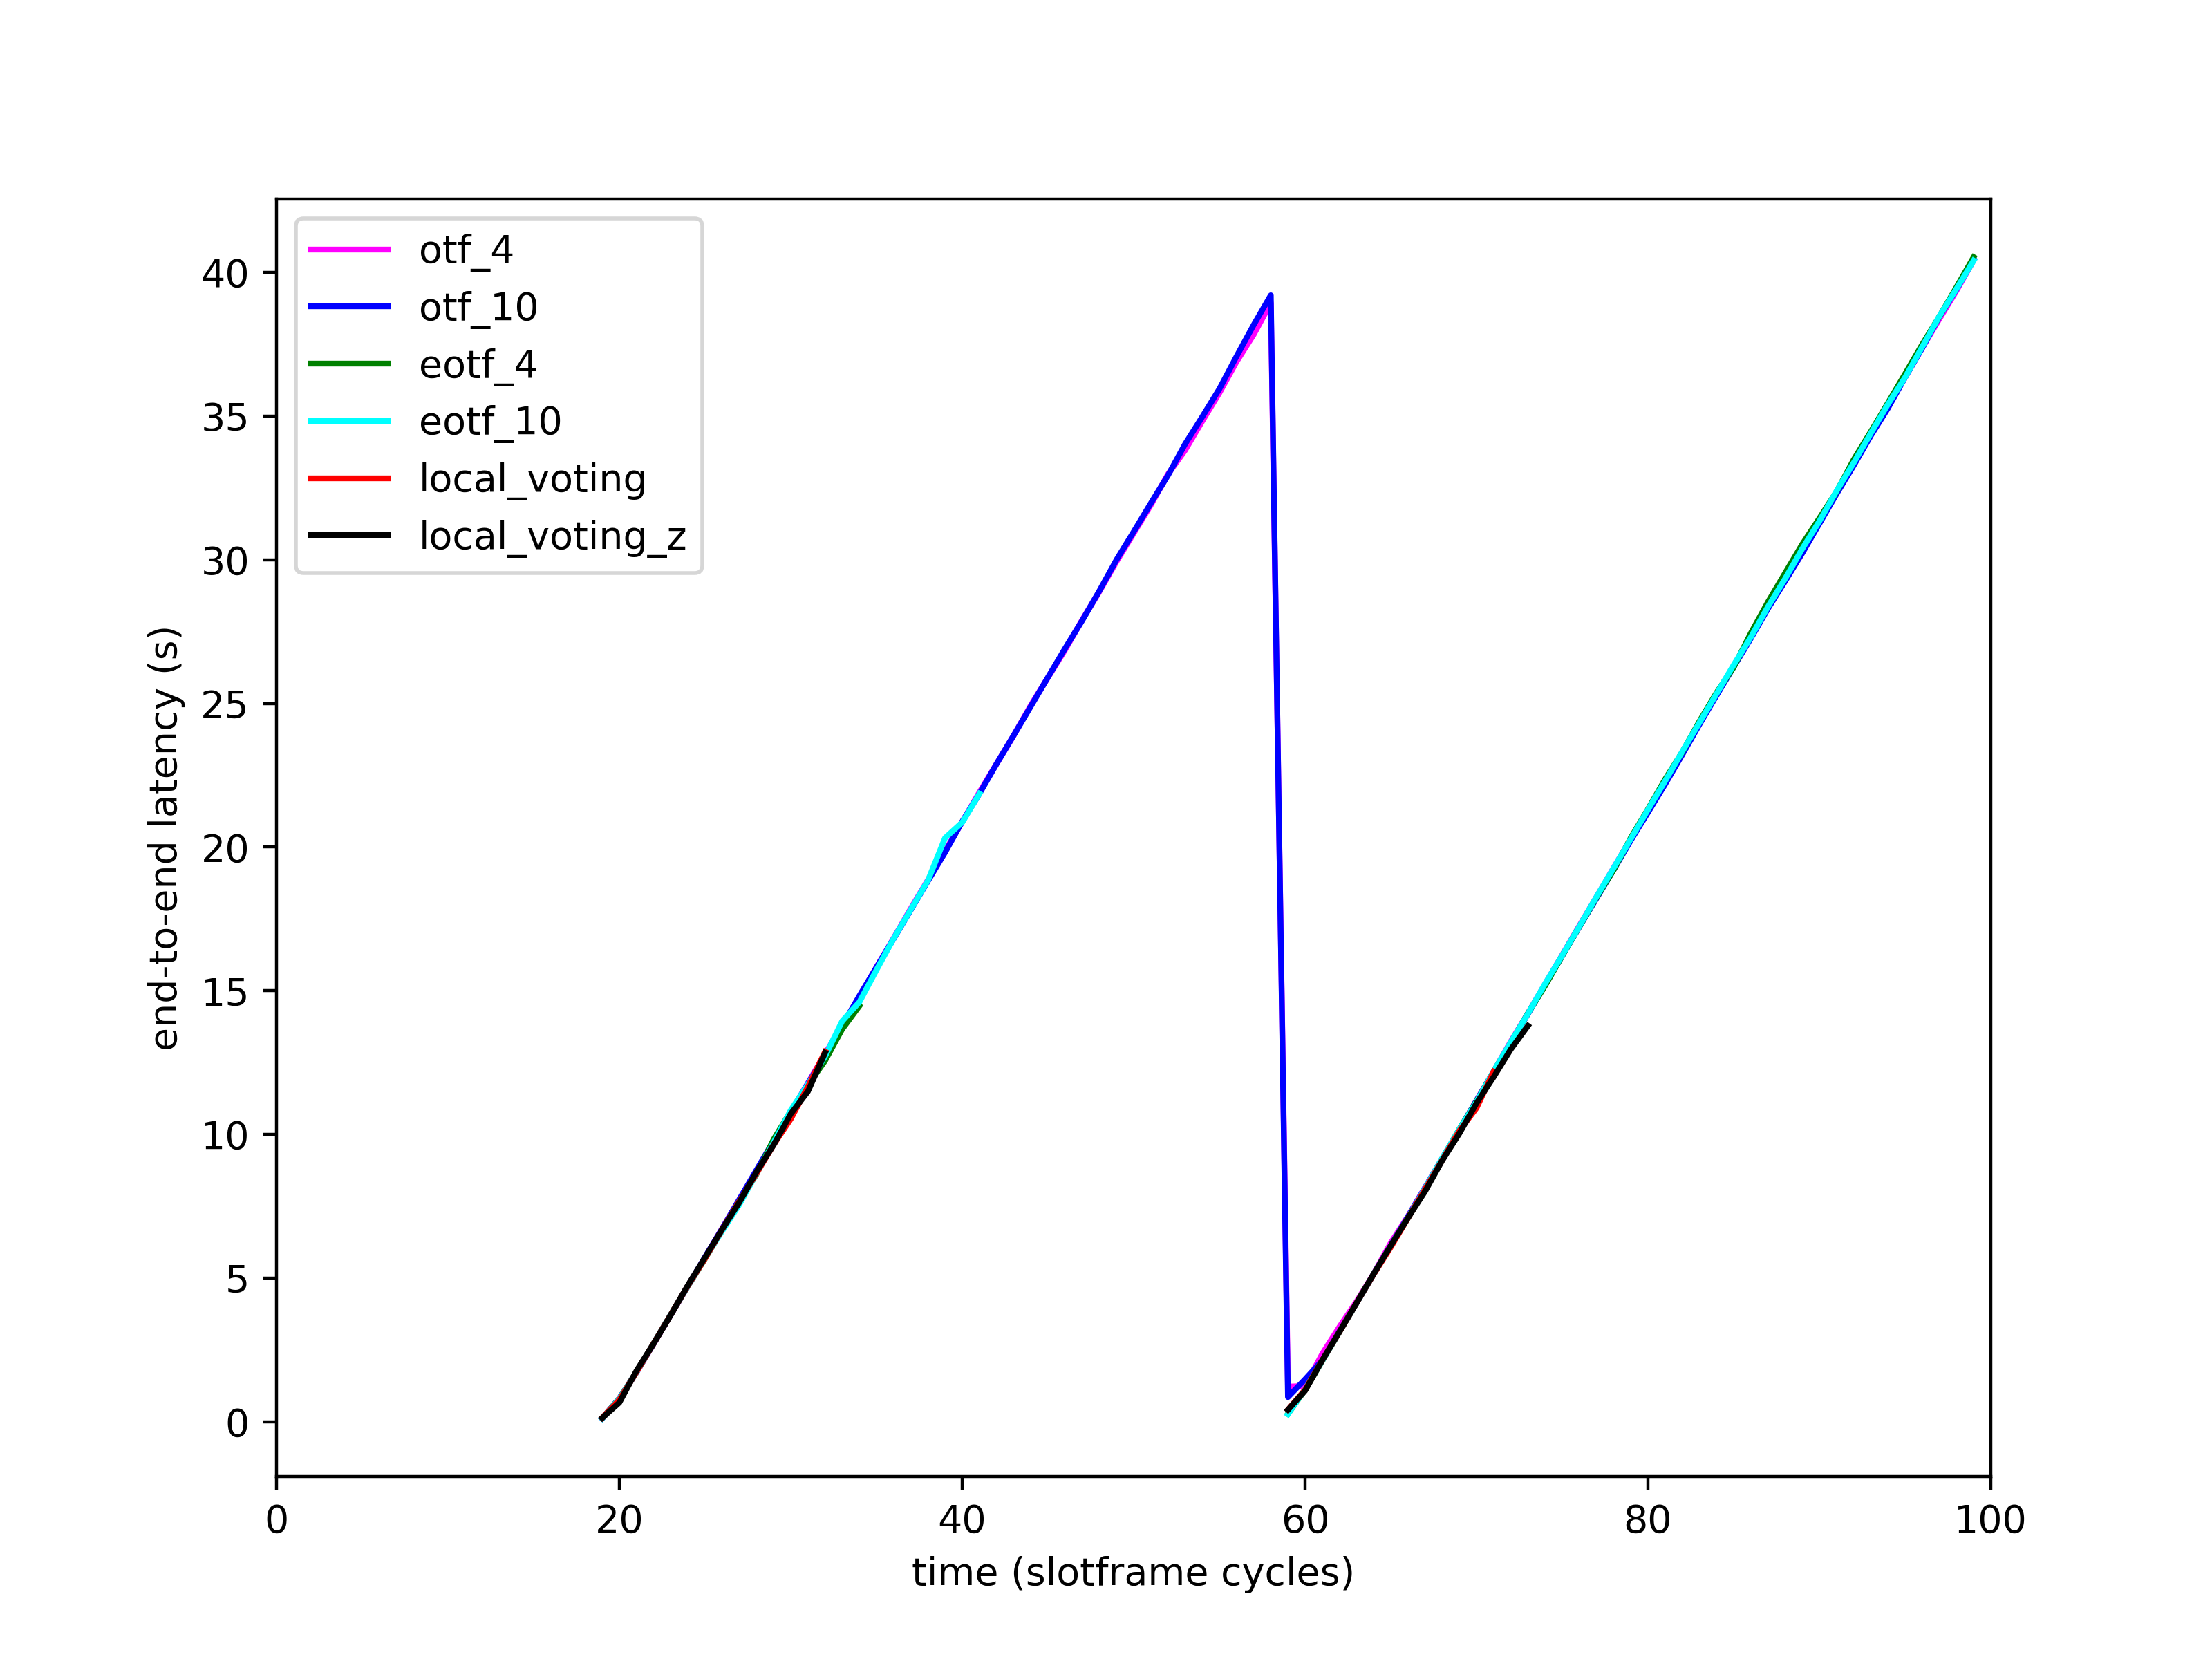 otf_4
otf_10
eotf_4
eotf_10
local_voting
local_voting_z
end-to-end latency (s)
40
35
30
25
20
15
10
5
0
0 20 40 60 80 100
time (slotframe cycles)